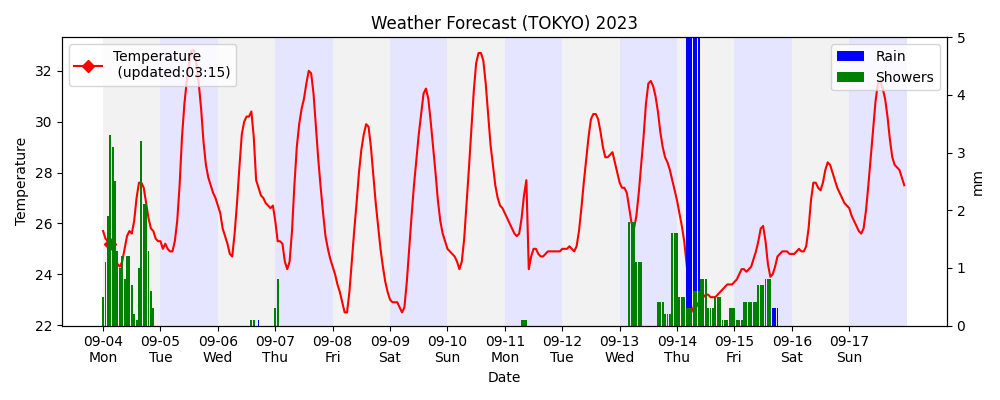 Weather Forecast (TOKYO) 2023
Temperature
(updated:03:15)
Rain
Showers
Temperature
32
30
28
26
24
22
5
4
3
2
1
0
mm
09-04 09-05 09-06 09-07 09-08 09-09 09-10 09-11 09-12 09-13 09-14 09-15 09-16 09-17
Mon Tue Wed Thu Fri Sat Sun Mon Tue Wed Thu Fri Sat Sun
Date